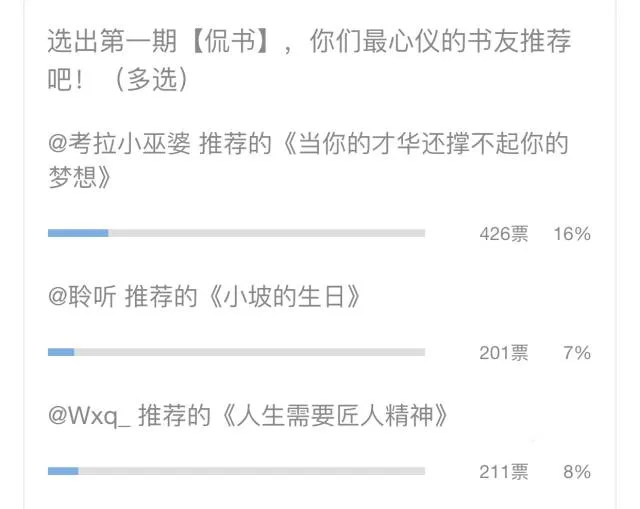 选出第一期【侃书】，你们最心仪的书友推荐
吧！（多选）
@考拉小巫婆 推荐的《当你的才华还撑不起你的
梦想》
426票 16%
@聆听 推荐的《小坡的生日》
201票 7%
@Wxq_ 推荐的《人生需要匠人精神》
211票 8%